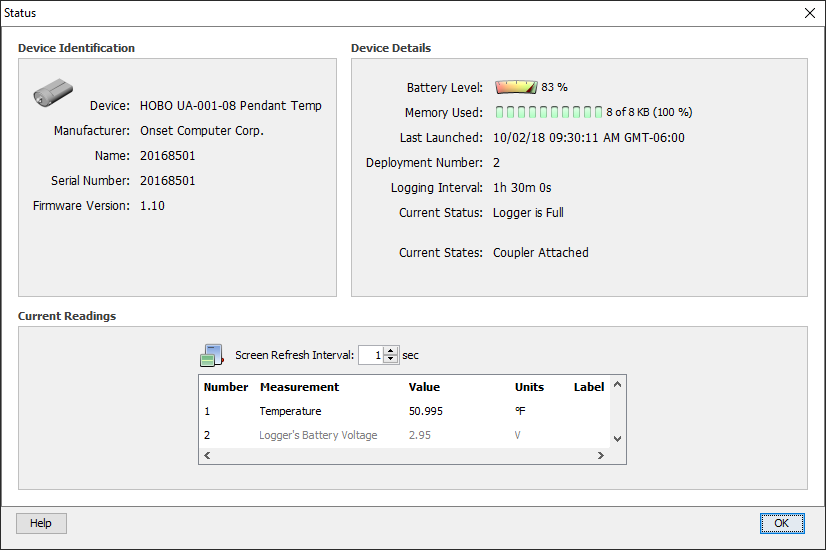 Status
Device Identification
Device: HOBO UA-001-08 Pendant Temp
Manufacturer: Onset Computer Corp.
Name: 20168501
Serial Number: 20168501
Firmware Version: 1.10
Device Details
Battery Level: 83 %
Memory Used: 8 of 8 KB (100 %)
Last Launched: 10/02/18 09:30:11 AM GMT-06:00
Deployment Number: 2
Logging Interval: 1h 30m 0s
Current Status: Logger is Full
Current States: Coupler Attached
Current Readings
Screen Refresh Interval: 1 sec
Number Measurement Value Units Label
1 Temperature 50.995 °F
2 Logger's Battery Voltage 2.95 V
Help
OK